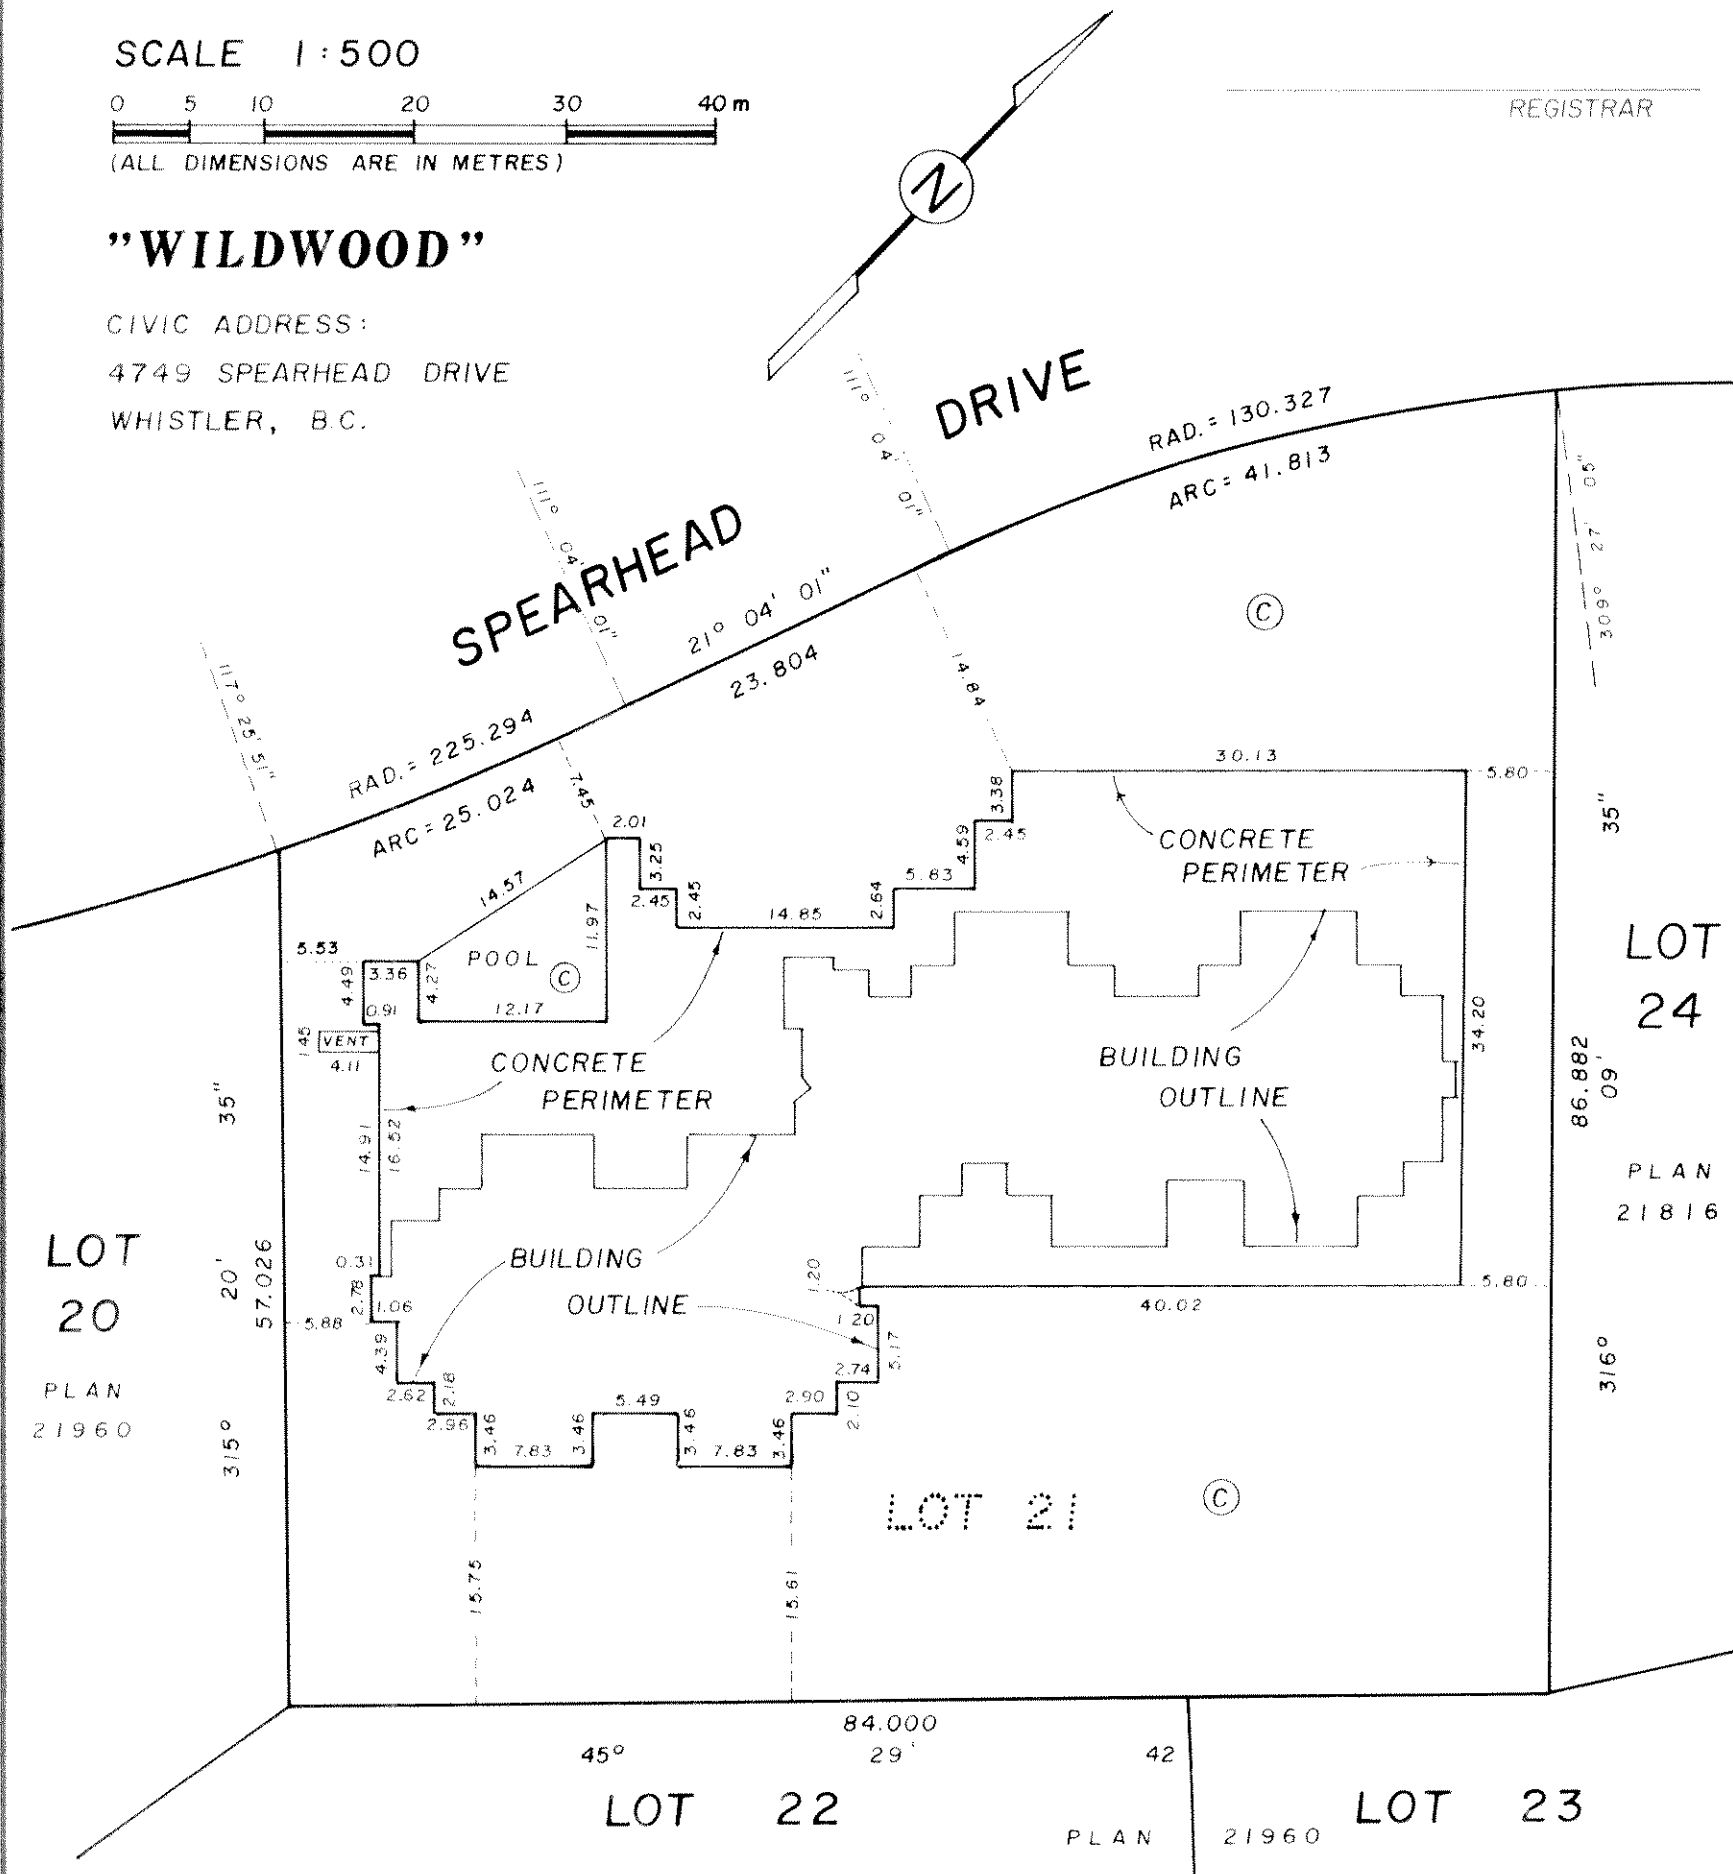 SCALE 1:500
0 5 10 20 30 40 m
(ALL DIMENSIONS ARE IN METRES)
REGISTRAR
"WILDWOOD"
CIVIC ADDRESS:
4749 SPEARHEAD DRIVE
WHISTLER, B.C.
N
SPEARHEAD DRIVE
117° 25' 51"
111° 04' 01"
111° 04' 01"
309° 27' 05"
RAD. = 225.294
ARC = 25.024
21° 04' 01"
23.804
RAD. = 130.327
ARC = 41.813
C
7.45
14.84
30.13
5.80
3.38
2.45
4.59
5.83
2.64
14.85
2.45
2.45
3.25
2.01
14.57
11.97
POOL
C
5.53
3.36
4.49
4.27
0.91
12.17
1.45
VENT
4.11
CONCRETE
PERIMETER
CONCRETE
PERIMETER
BUILDING
OUTLINE
34.20
14.91
16.52
0.31
2.78
1.06
5.88
4.39
2.62
2.18
2.96
3.46
7.83
3.46
5.49
3.46
7.83
3.46
2.90
2.10
2.74
5.17
1.20
1.20
40.02
5.80
BUILDING
OUTLINE
15.75
15.61
LOT 21
C
315° 20' 35"
57.026
316° 09' 35"
86.882
LOT
24
PLAN
21816
LOT
20
PLAN
21960
84.000
45° 29' 42
LOT 22
LOT 23
PLAN 21960